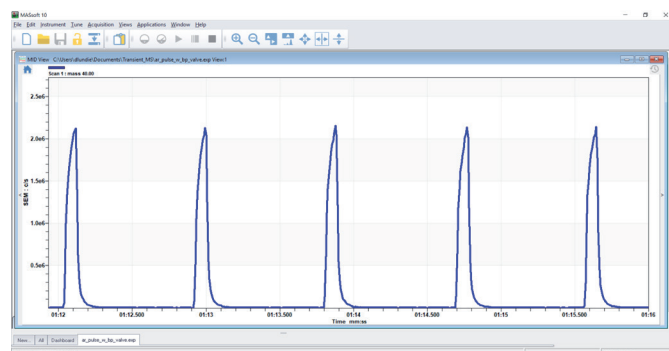 MASsoft 10
File Edit Instrument Tune Acquisition Views Applications Window Help
MID View C:\Users\dlundie\Documents\Transient_MS\ar_pulse_w_bp_valve.exp View:1
Scan 1 : mass 40.00
2.5e6
2.0e6
1.5e6
1.0e6
0.5e6
SEM : c/s
01:12 01:12.500 01:13 01:13.500 01:14 01:14.500 01:15 01:15.500 01:16
Time mm:ss
New... All Dashboard ar_pulse_w_bp_valve.exp